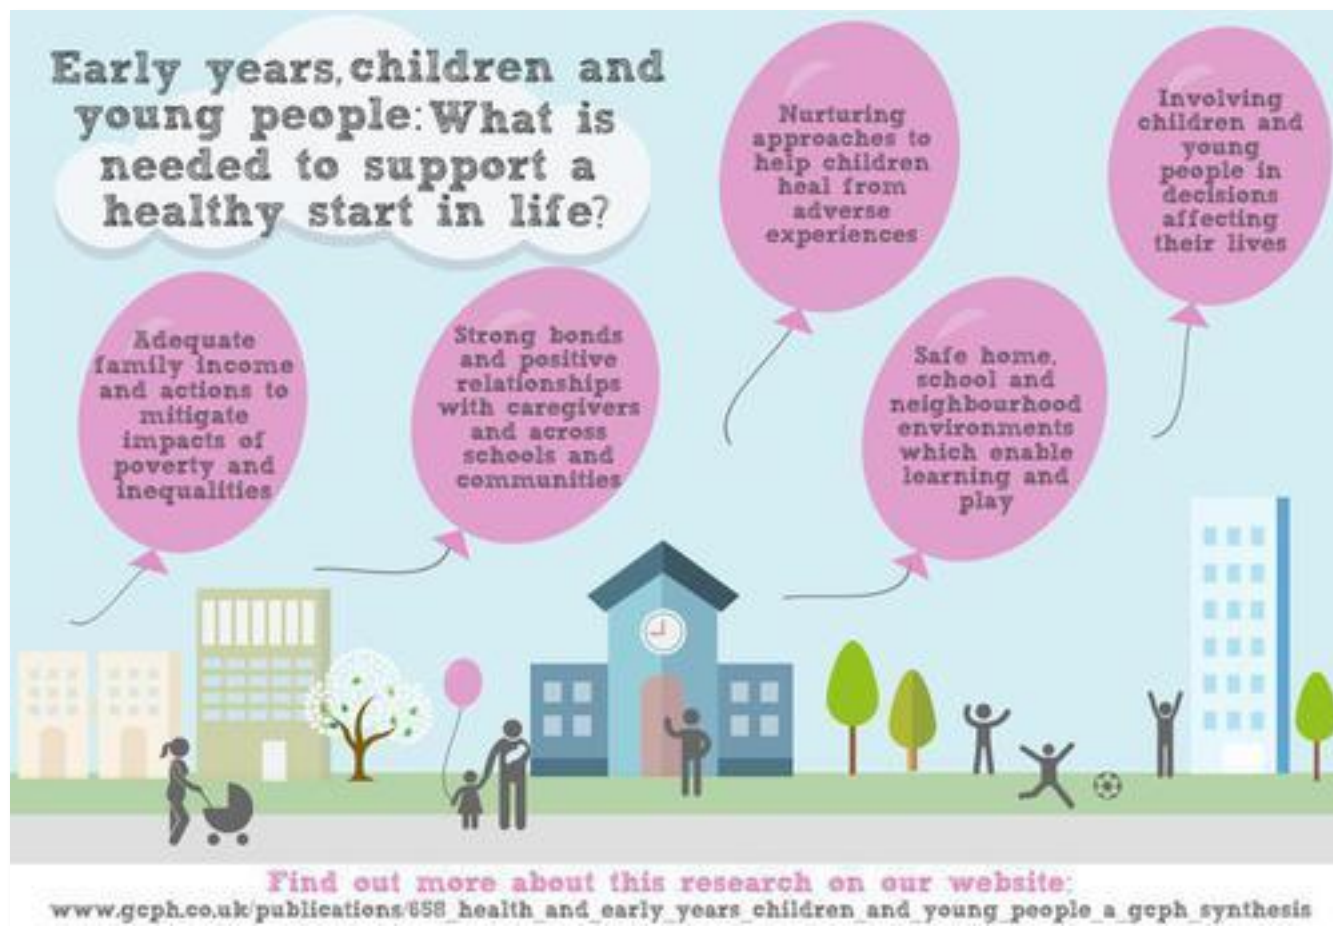 Early years, children and
young people: What is
needed to support a
healthy start in life?
Nurturing
approaches to
help children
heal from
adverse
experiences
Involving
children and
young
people in
decisions
affecting
their lives
Adequate
family income
and actions to
mitigate
impacts of
poverty and
inequalities
Strong bonds
and positive
relationships
with caregivers
and across
schools and
communities
Safe home,
school and
neighbourhood
environments
which enable
learning and
play
Find out more about this research on our website:
www.gcph.co.uk/publications/658_health_and_early_years_children_and_young_people_a_gcph_synthesis